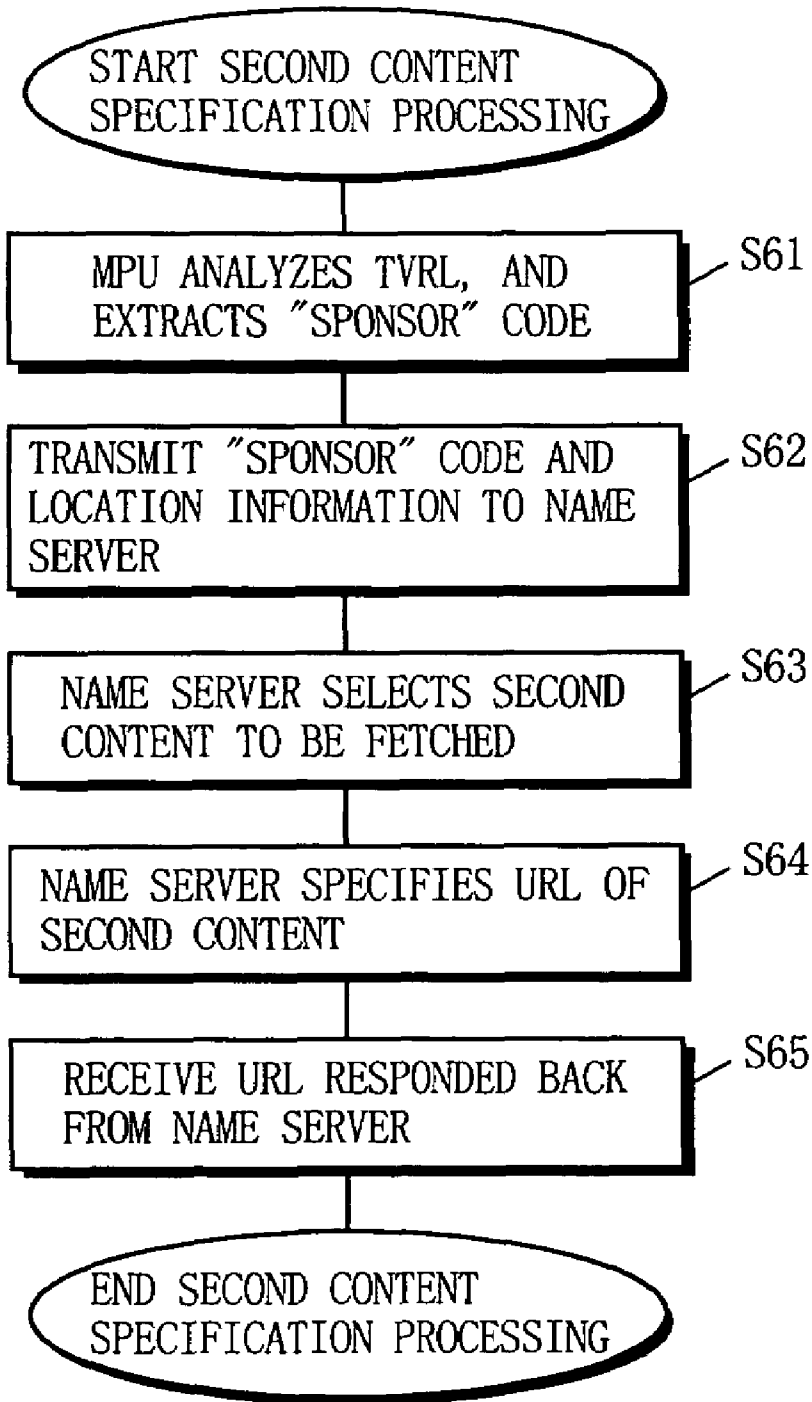 START SECOND CONTENT
SPECIFICATION PROCESSING
MPU ANALYZES TVRL, AND
EXTRACTS "SPONSOR" CODE
S61
TRANSMIT "SPONSOR" CODE AND
LOCATION INFORMATION TO NAME
SERVER
S62
NAME SERVER SELECTS SECOND
CONTENT TO BE FETCHED
S63
NAME SERVER SPECIFIES URL OF
SECOND CONTENT
S64
RECEIVE URL RESPONDED BACK
FROM NAME SERVER
S65
END SECOND CONTENT
SPECIFICATION PROCESSING